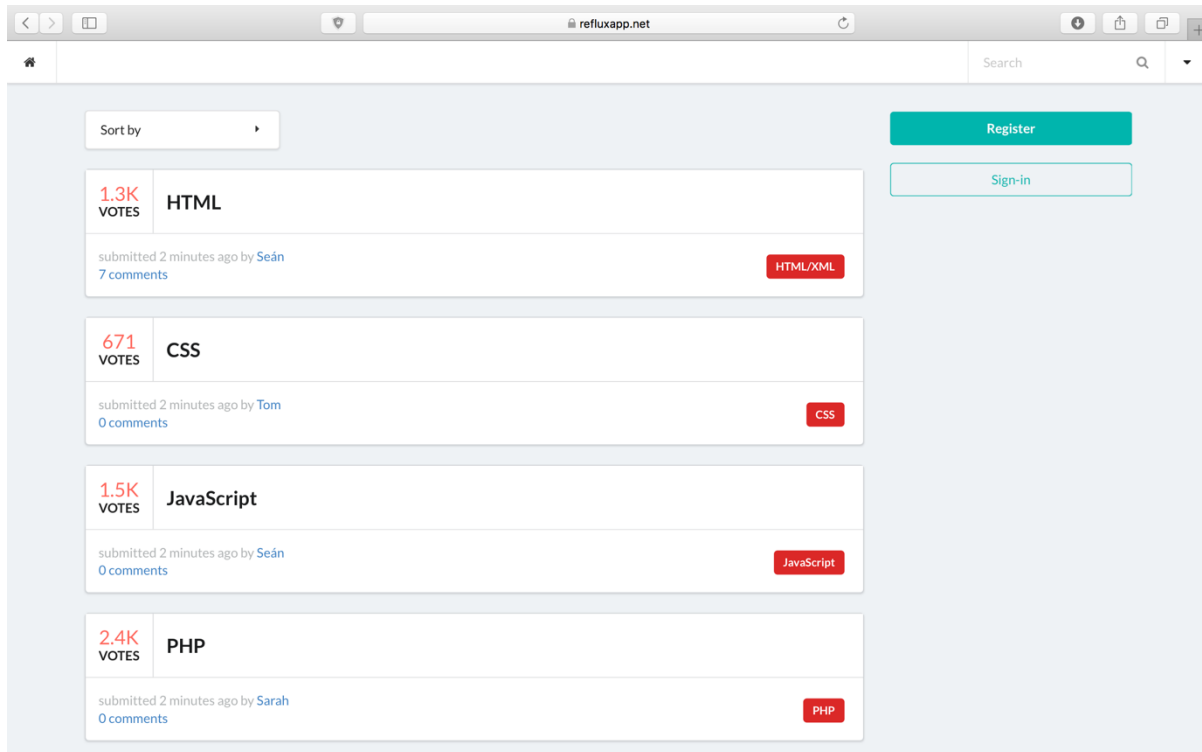 refluxapp.net
Search
Sort by
Register
Sign-in
1.3K
VOTES
HTML
submitted 2 minutes ago by Seán
7 comments
HTML/XML
671
VOTES
CSS
submitted 2 minutes ago by Tom
0 comments
CSS
1.5K
VOTES
JavaScript
submitted 2 minutes ago by Seán
0 comments
JavaScript
2.4K
VOTES
PHP
submitted 2 minutes ago by Sarah
0 comments
PHP